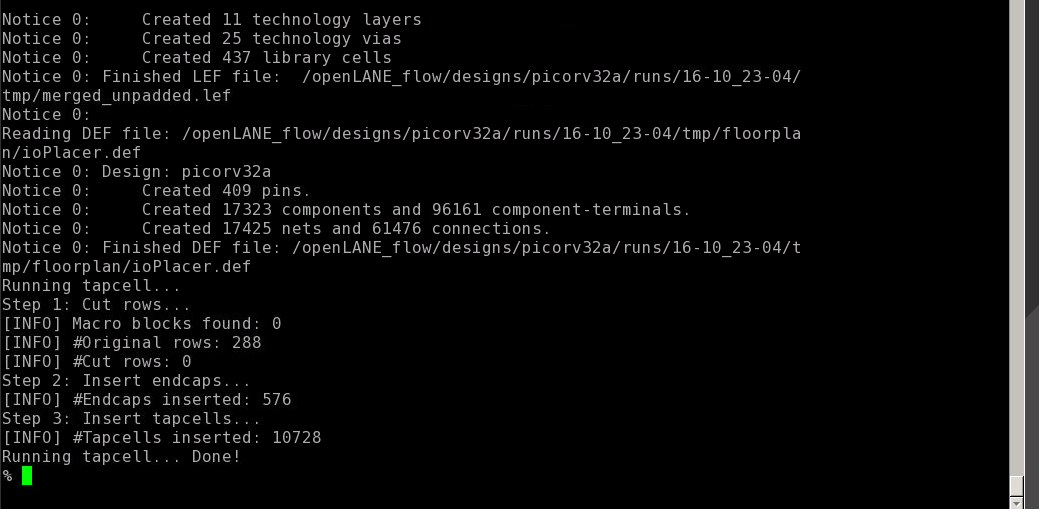 Notice 0:     Created 11 technology layers
Notice 0:     Created 25 technology vias
Notice 0:     Created 437 library cells
Notice 0: Finished LEF file:  /openLANE_flow/designs/picorv32a/runs/16-10_23-04/
tmp/merged_unpadded.lef
Notice 0:
Reading DEF file: /openLANE_flow/designs/picorv32a/runs/16-10_23-04/tmp/floorpla
n/ioPlacer.def
Notice 0: Design: picorv32a
Notice 0:     Created 409 pins.
Notice 0:     Created 17323 components and 96161 component-terminals.
Notice 0:     Created 17425 nets and 61476 connections.
Notice 0: Finished DEF file: /openLANE_flow/designs/picorv32a/runs/16-10_23-04/t
mp/floorplan/ioPlacer.def
Running tapcell...
Step 1: Cut rows...
[INFO] Macro blocks found: 0
[INFO] #Original rows: 288
[INFO] #Cut rows: 0
Step 2: Insert endcaps...
[INFO] #Endcaps inserted: 576
Step 3: Insert tapcells...
[INFO] #Tapcells inserted: 10728
Running tapcell... Done!
%